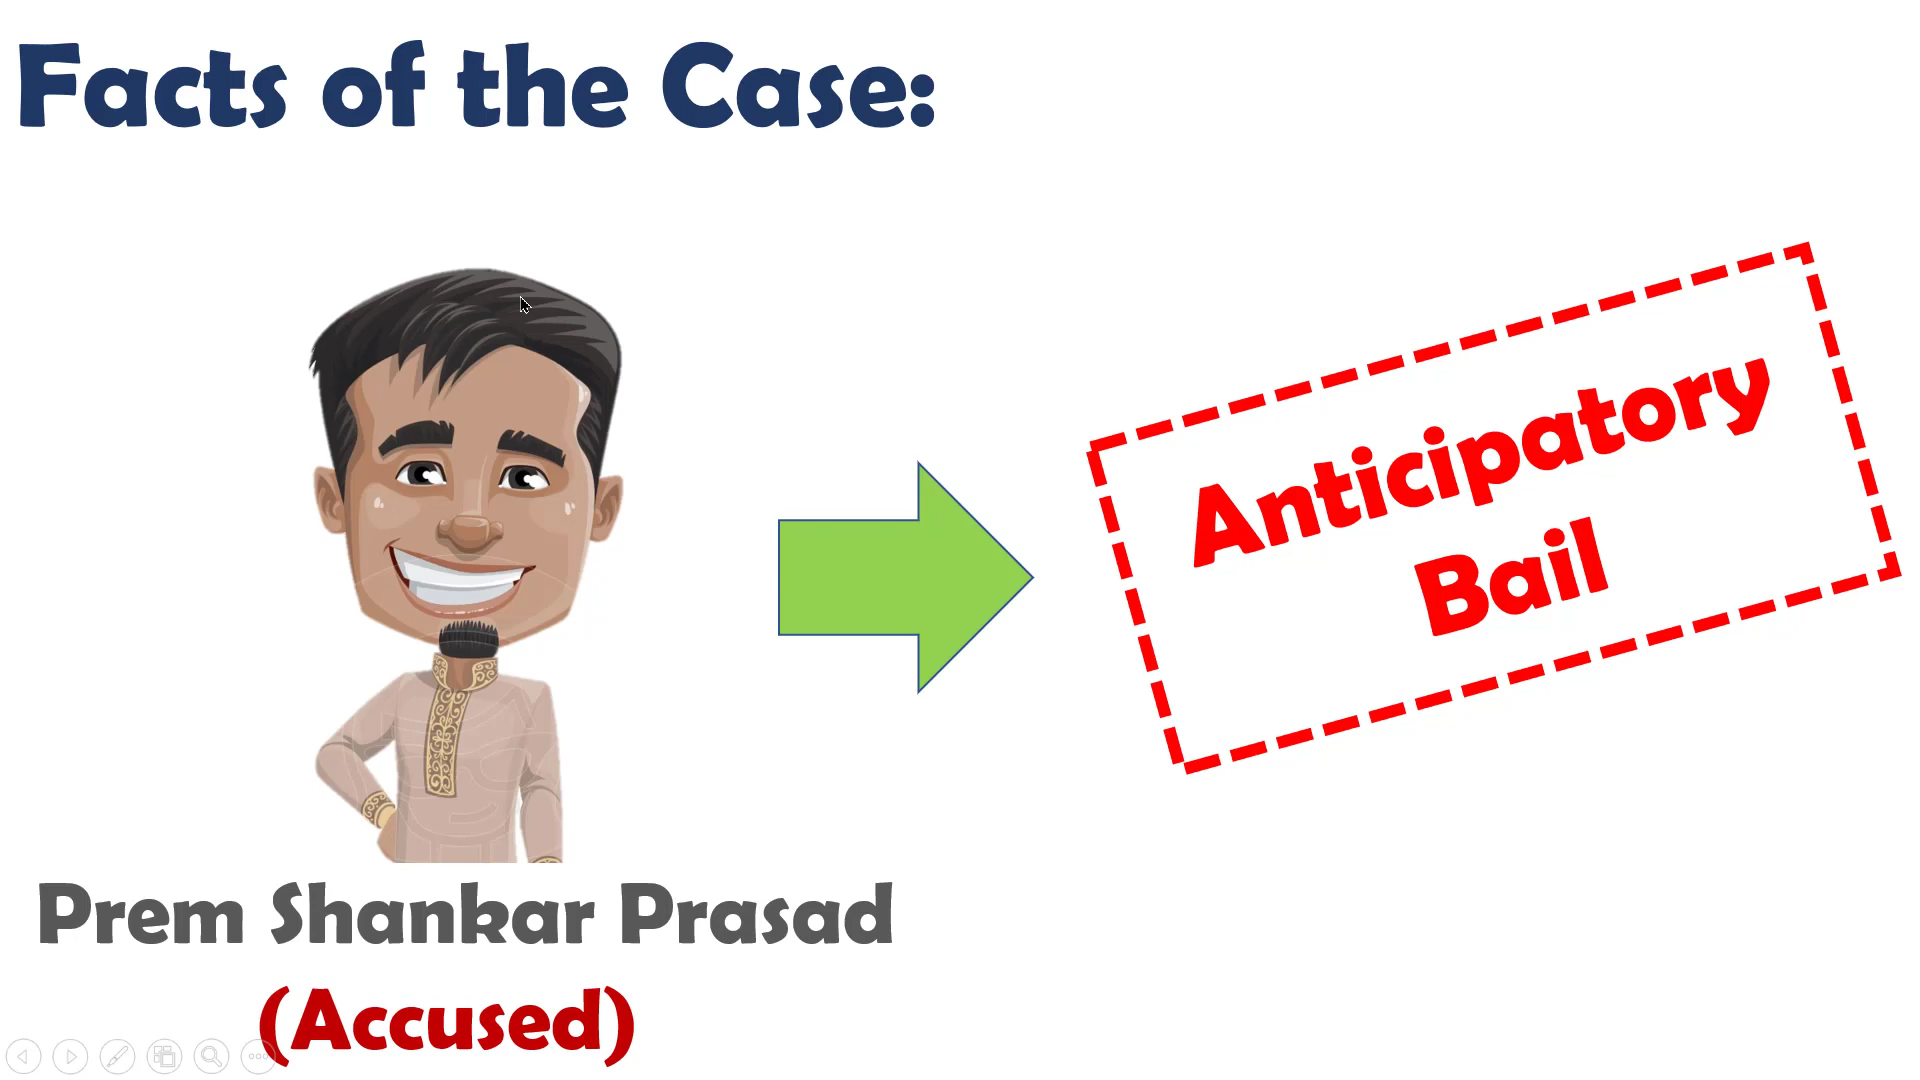 Facts of the Case:
Anticipatory
Bail
Prem Shankar Prasad
(Accused)